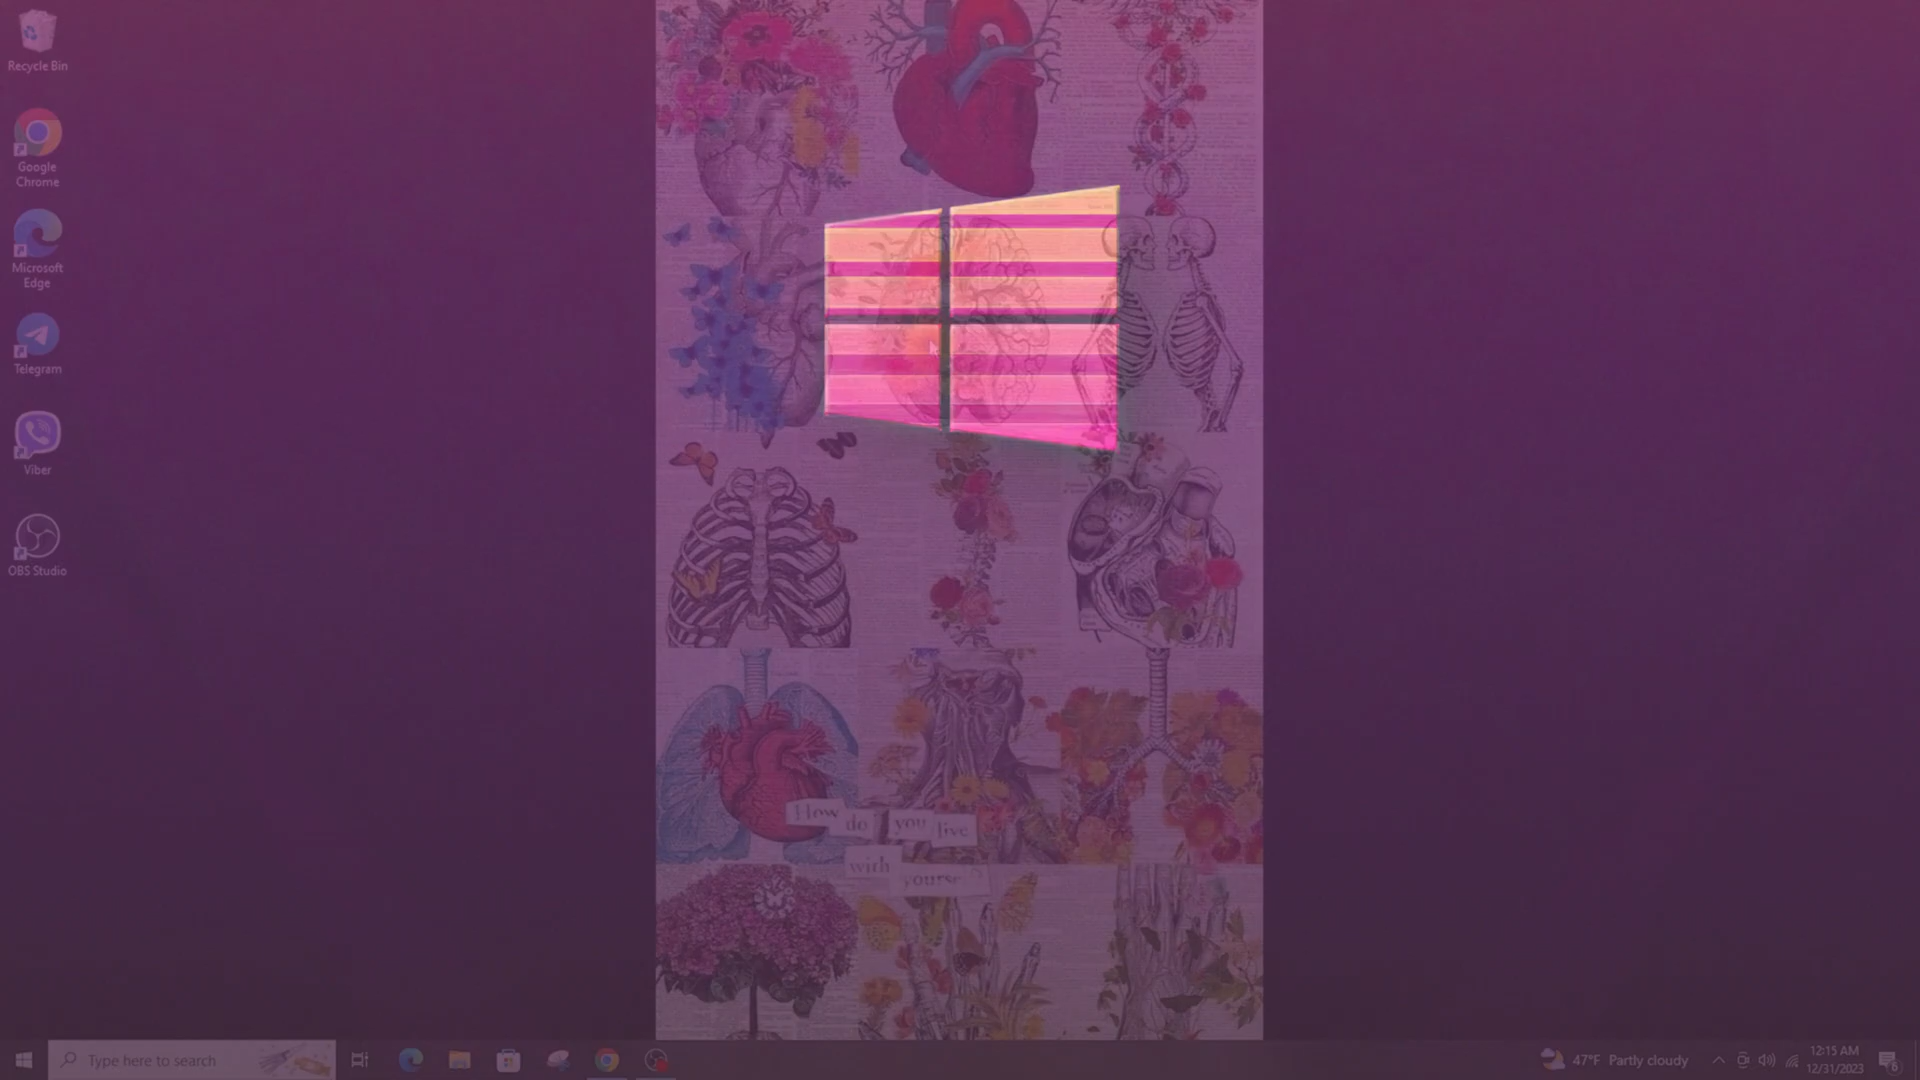 Recycle Bin
Google
Chrome
Microsoft
Edge
Telegram
Viber
OBS Studio
How do you live
with
Type here to search
47°F Partly cloudy
12:15 AM
12/31/2023
6